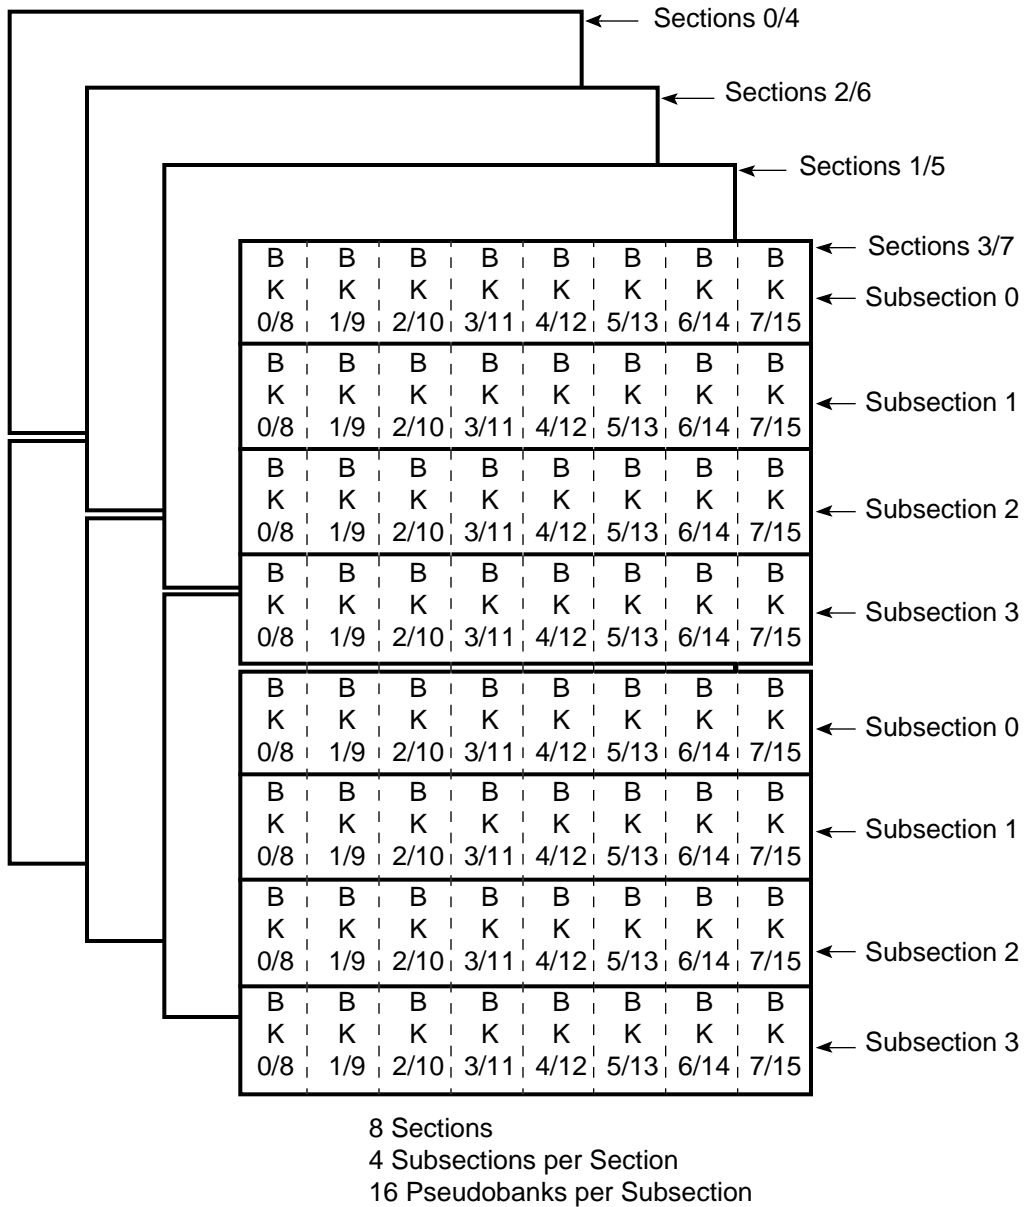 Sections 0/4
Sections 2/6
Sections 1/5
Sections 3/7
B B B B B B B B
K K K K K K K K
Subsection 0
0/8 1/9 2/10 3/11 4/12 5/13 6/14 7/15
B B B B B B B B
K K K K K K K K
Subsection 1
0/8 1/9 2/10 3/11 4/12 5/13 6/14 7/15
B B B B B B B B
K K K K K K K K
Subsection 2
0/8 1/9 2/10 3/11 4/12 5/13 6/14 7/15
B B B B B B B B
K K K K K K K K
Subsection 3
0/8 1/9 2/10 3/11 4/12 5/13 6/14 7/15
B B B B B B B B
K K K K K K K K
Subsection 0
0/8 1/9 2/10 3/11 4/12 5/13 6/14 7/15
B B B B B B B B
K K K K K K K K
Subsection 1
0/8 1/9 2/10 3/11 4/12 5/13 6/14 7/15
B B B B B B B B
K K K K K K K K
Subsection 2
0/8 1/9 2/10 3/11 4/12 5/13 6/14 7/15
B B B B B B B B
K K K K K K K K
Subsection 3
0/8 1/9 2/10 3/11 4/12 5/13 6/14 7/15
8 Sections
4 Subsections per Section
16 Pseudobanks per Subsection